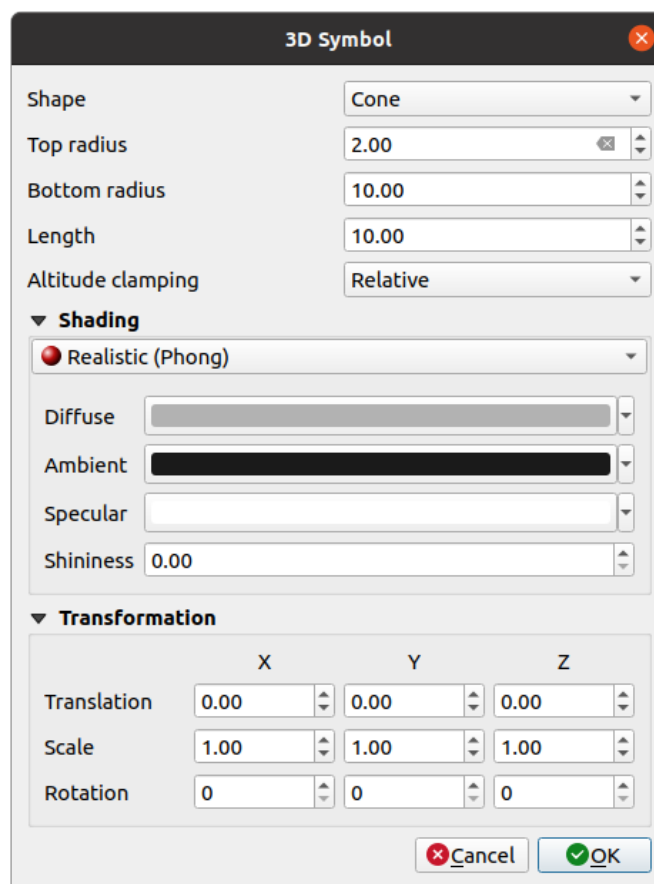 3D Symbol
Shape Cone
Top radius 2.00
Bottom radius 10.00
Length 10.00
Altitude clamping Relative
Shading
Realistic (Phong)
Diffuse
Ambient
Specular
Shininess 0.00
Transformation
X Y Z
Translation 0.00 0.00 0.00
Scale 1.00 1.00 1.00
Rotation 0 0 0
Cancel OK